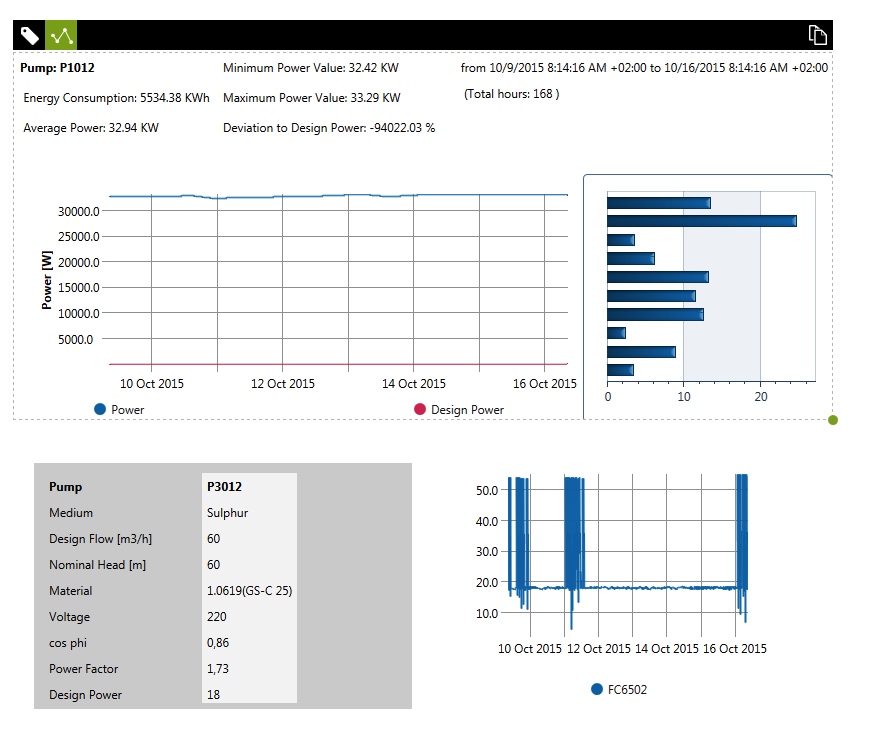 Pump: P1012 Minimum Power Value: 32.42 KW from 10/9/2015 8:14:16 AM +02:00 to 10/16/2015 8:14:16 AM +02:00
(Total hours: 168 )
Energy Consumption: 5534.38 KWh Maximum Power Value: 33.29 KW
Average Power: 32.94 KW Deviation to Design Power: -94022.03 %
Power [W]
30000.0
25000.0
20000.0
15000.0
10000.0
5000.0
10 Oct 2015 12 Oct 2015 14 Oct 2015 16 Oct 2015
Power Design Power
0 10 20
Pump P3012
Medium Sulphur
Design Flow [m3/h] 60
Nominal Head [m] 60
Material 1.0619(GS-C 25)
Voltage 220
cos phi 0,86
Power Factor 1,73
Design Power 18
50.0
40.0
30.0
20.0
10.0
10 Oct 2015 12 Oct 2015 14 Oct 2015 16 Oct 2015
FC6502